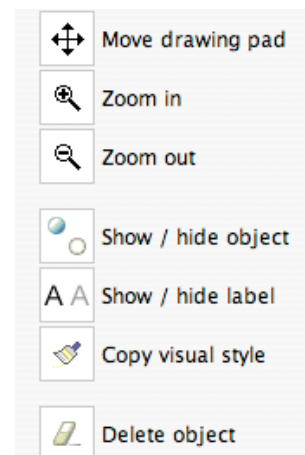 Move drawing pad
Zoom in
Zoom out
Show / hide object
A A Show / hide label
Copy visual style
Delete object